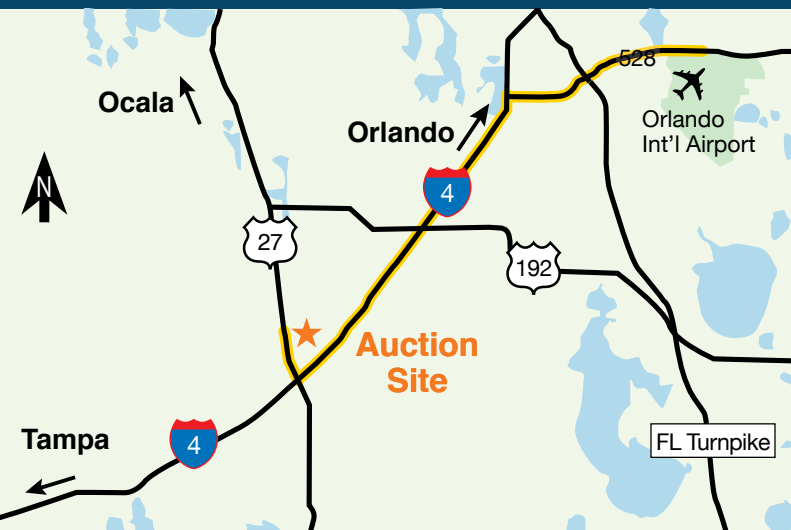 528
Ocala
Orlando
Orlando
Int'l Airport
N
4
27
192
Auction
Site
Tampa
4
FL Turnpike